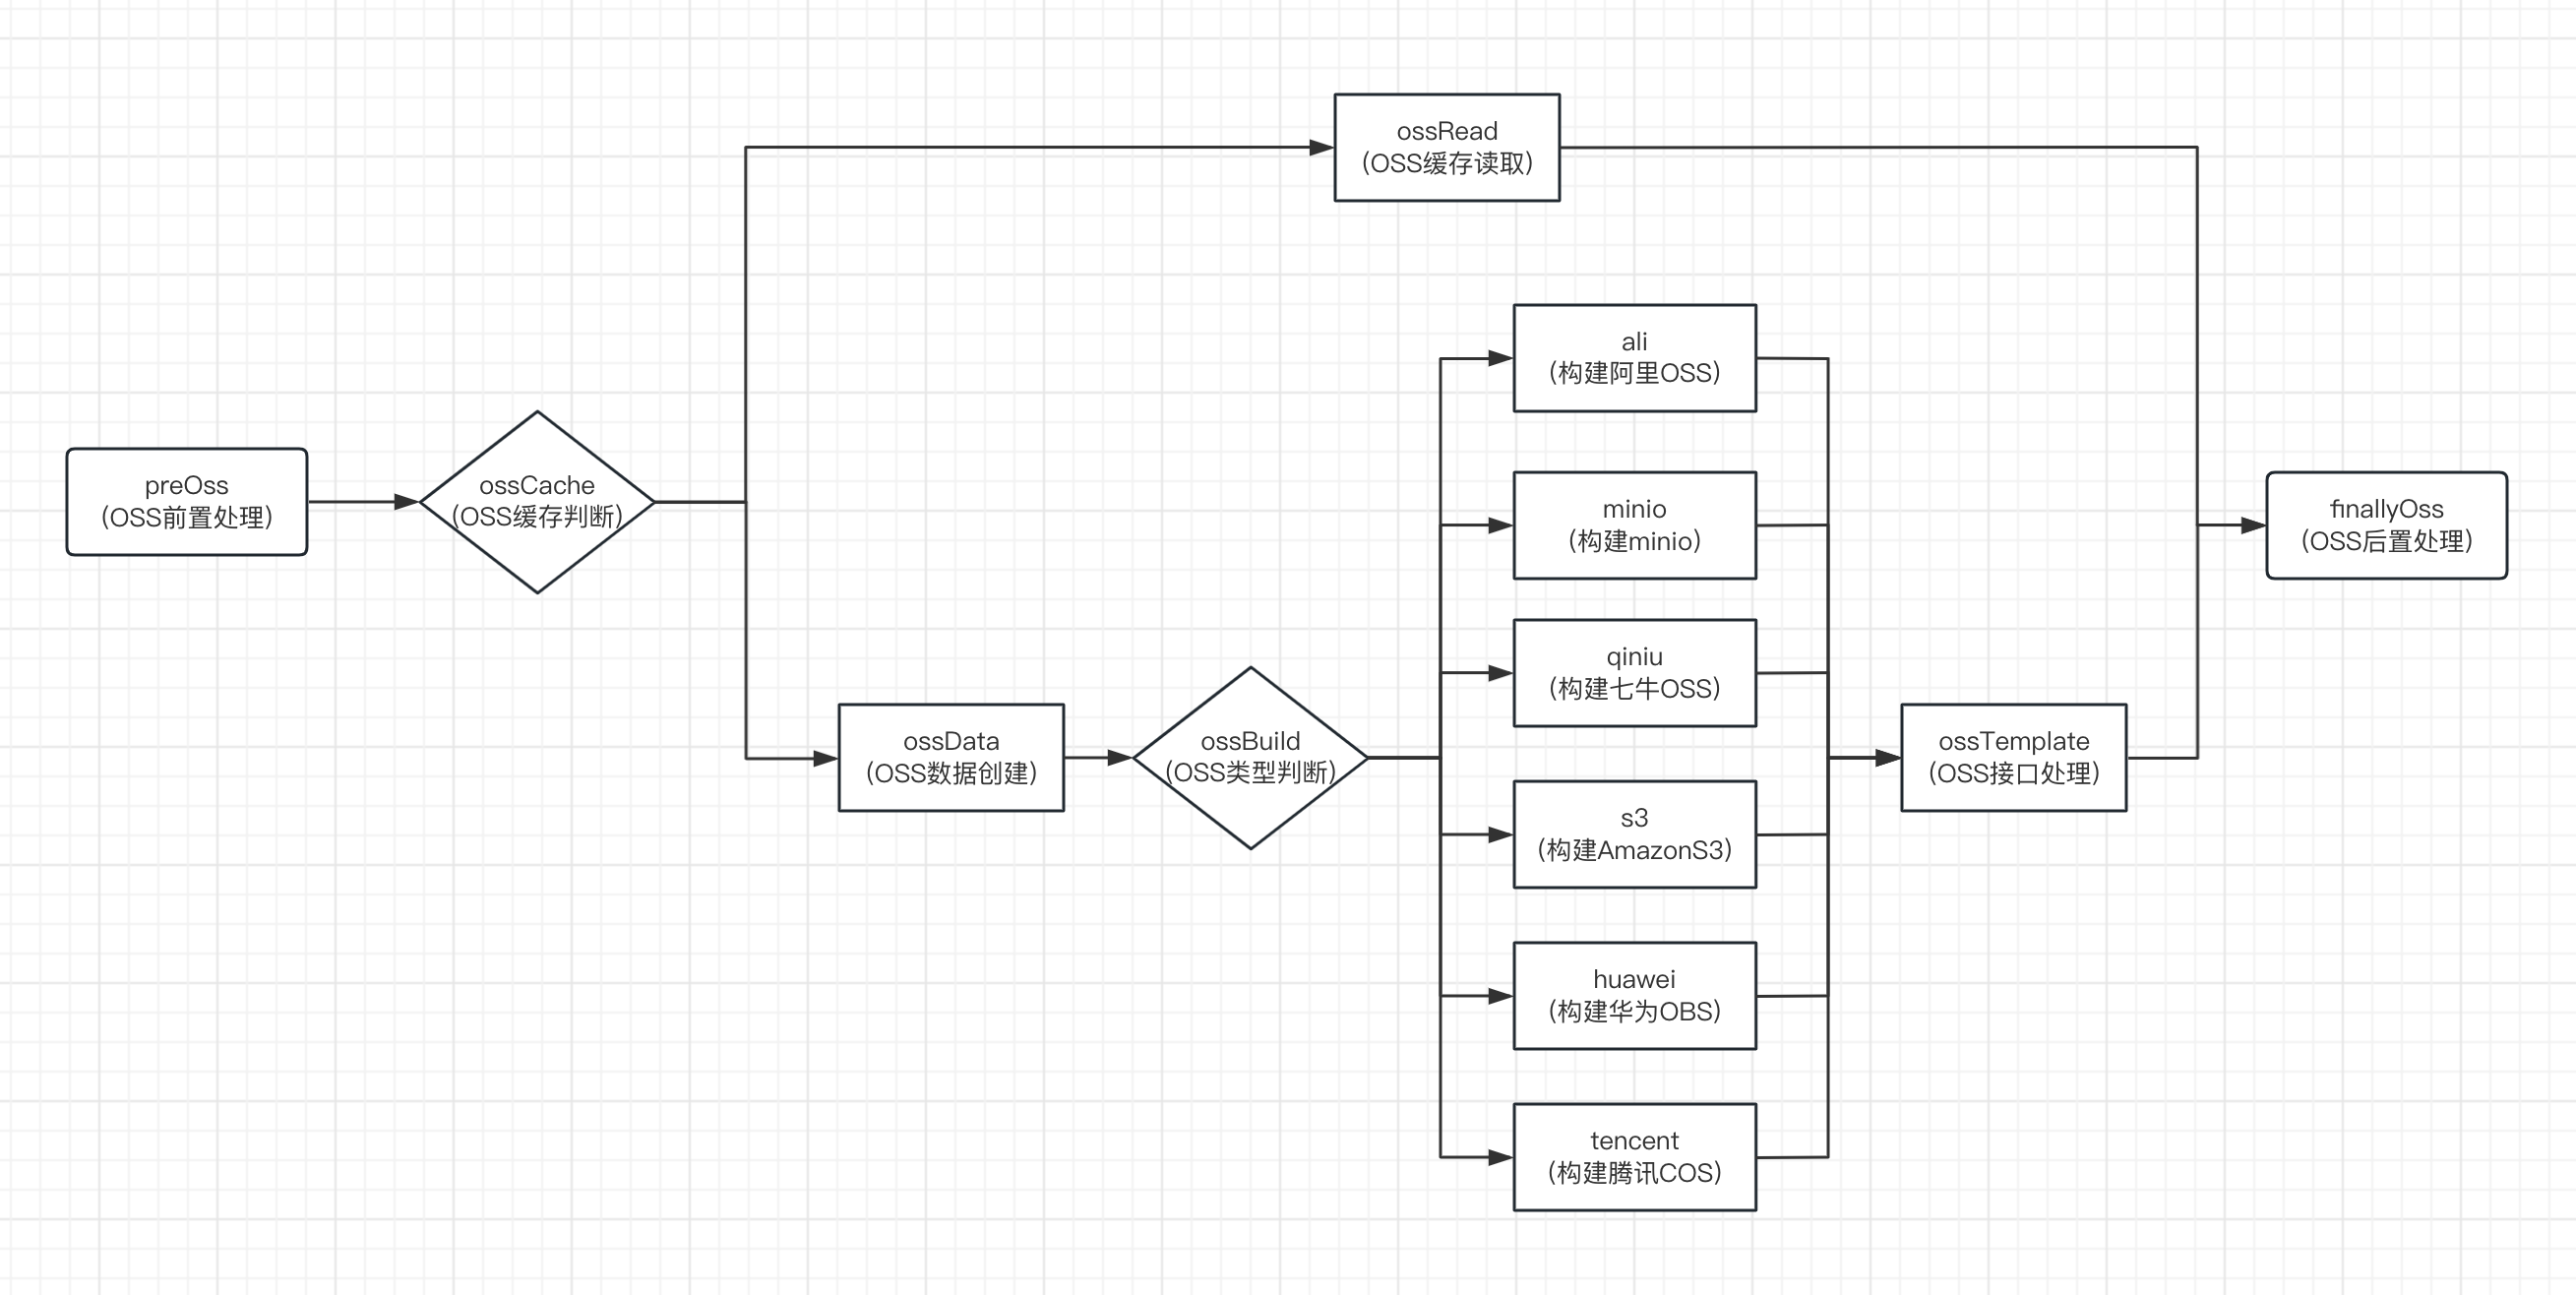 ossRead
(OSS缓存读取)
ali
(构建阿里OSS)
preOss
(OSS前置处理)
ossCache
(OSS缓存判断)
minio
(构建minio)
finallyOss
(OSS后置处理)
qiniu
(构建七牛OSS)
ossData
(OSS数据创建)
ossBuild
(OSS类型判断)
ossTemplate
(OSS接口处理)
s3
(构建AmazonS3)
huawei
(构建华为OBS)
tencent
(构建腾讯COS)